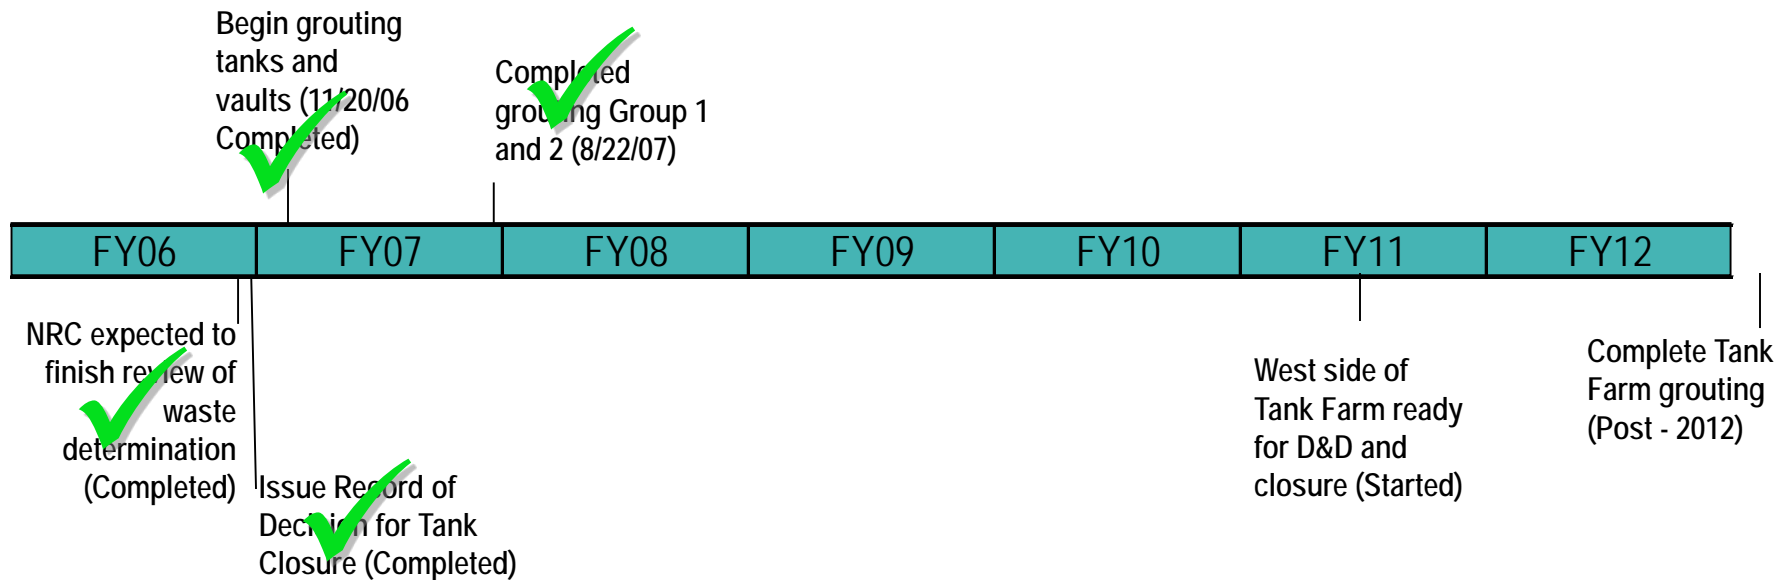 Begin grouting
tanks and
vaults (11/20/06
Completed)
Completed
grouting Group 1
and 2 (8/22/07)
FY06 FY07 FY08 FY09 FY10 FY11 FY12
NRC expected to
finish review of
waste
determination
(Completed)
Issue Record of
Decision for Tank
Closure (Completed)
West side of
Tank Farm ready
for D&D and
closure (Started)
Complete Tank
Farm grouting
(Post - 2012)